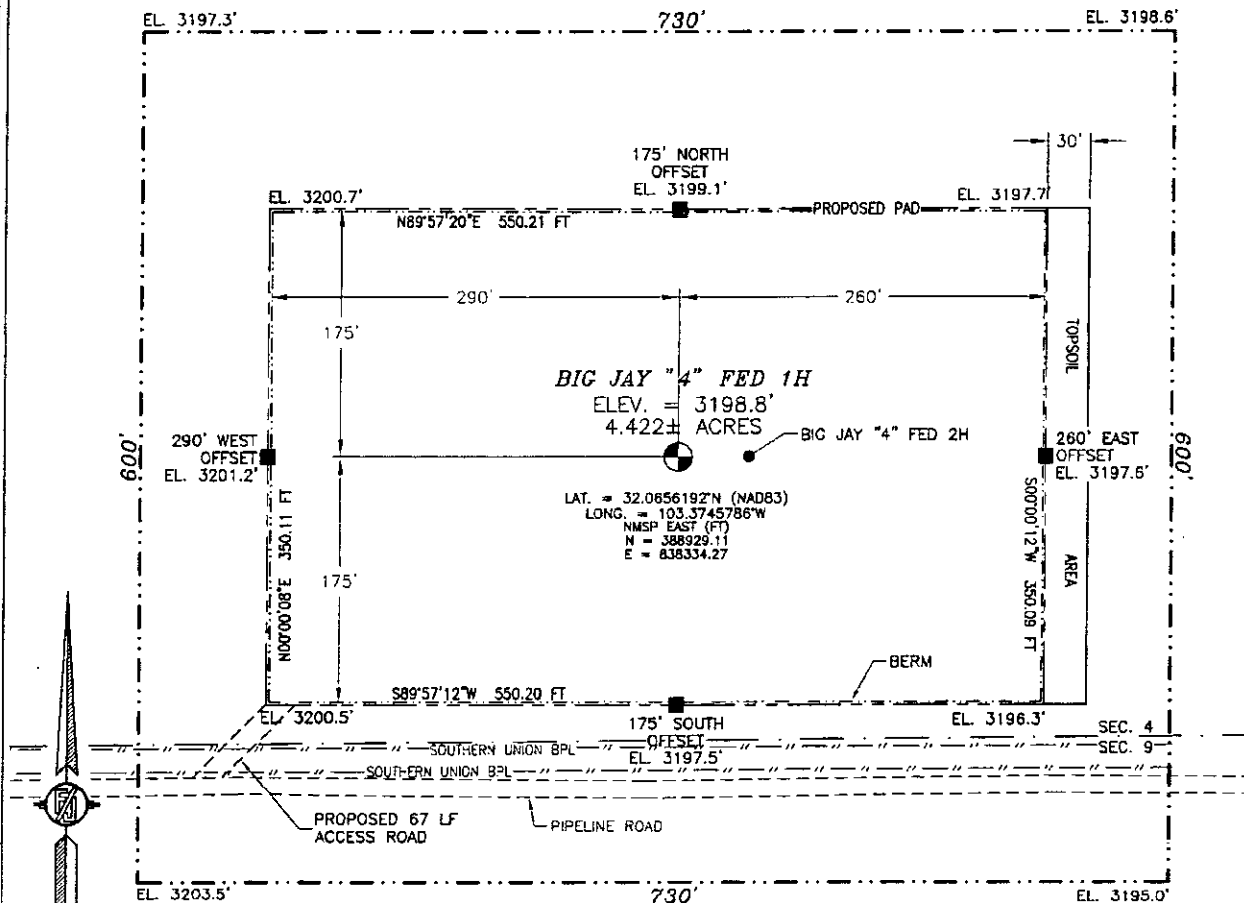 EL. 3197.3'
730'
EL. 3198.6'
30'
175' NORTH
OFFSET
EL. 3199.1'
EL. 3200.7'
EL. 3197.7'
PROPOSED PAD
N89°57'20"E 550.21 FT
290'
260'
175'
TOPSOIL
AREA
BIG JAY "4" FED 1H
ELEV. = 3198.8'
4.422± ACRES
BIG JAY "4" FED 2H
600'
290' WEST
OFFSET
EL. 3201.2'
260' EAST
OFFSET
EL. 3197.6'
600'
LAT. = 32.0656192°N (NAD83)
LONG. = 103.3745786°W
NMSP EAST (FT)
N = 388929.11
E = 838334.27
N00°00'08"E 350.11 FT
175'
S00°00'12"W 350.09 FT
BERM
S89°57'12"W 550.20 FT
EL. 3200.5'
175' SOUTH
OFFSET
EL. 3197.5'
EL. 3196.3'
SEC. 4
SEC. 9
SOUTHERN UNION BPL
SOUTHERN UNION BPL
PROPOSED 67 LF
ACCESS ROAD
PIPELINE ROAD
EL. 3203.5'
730'
EL. 3195.0'